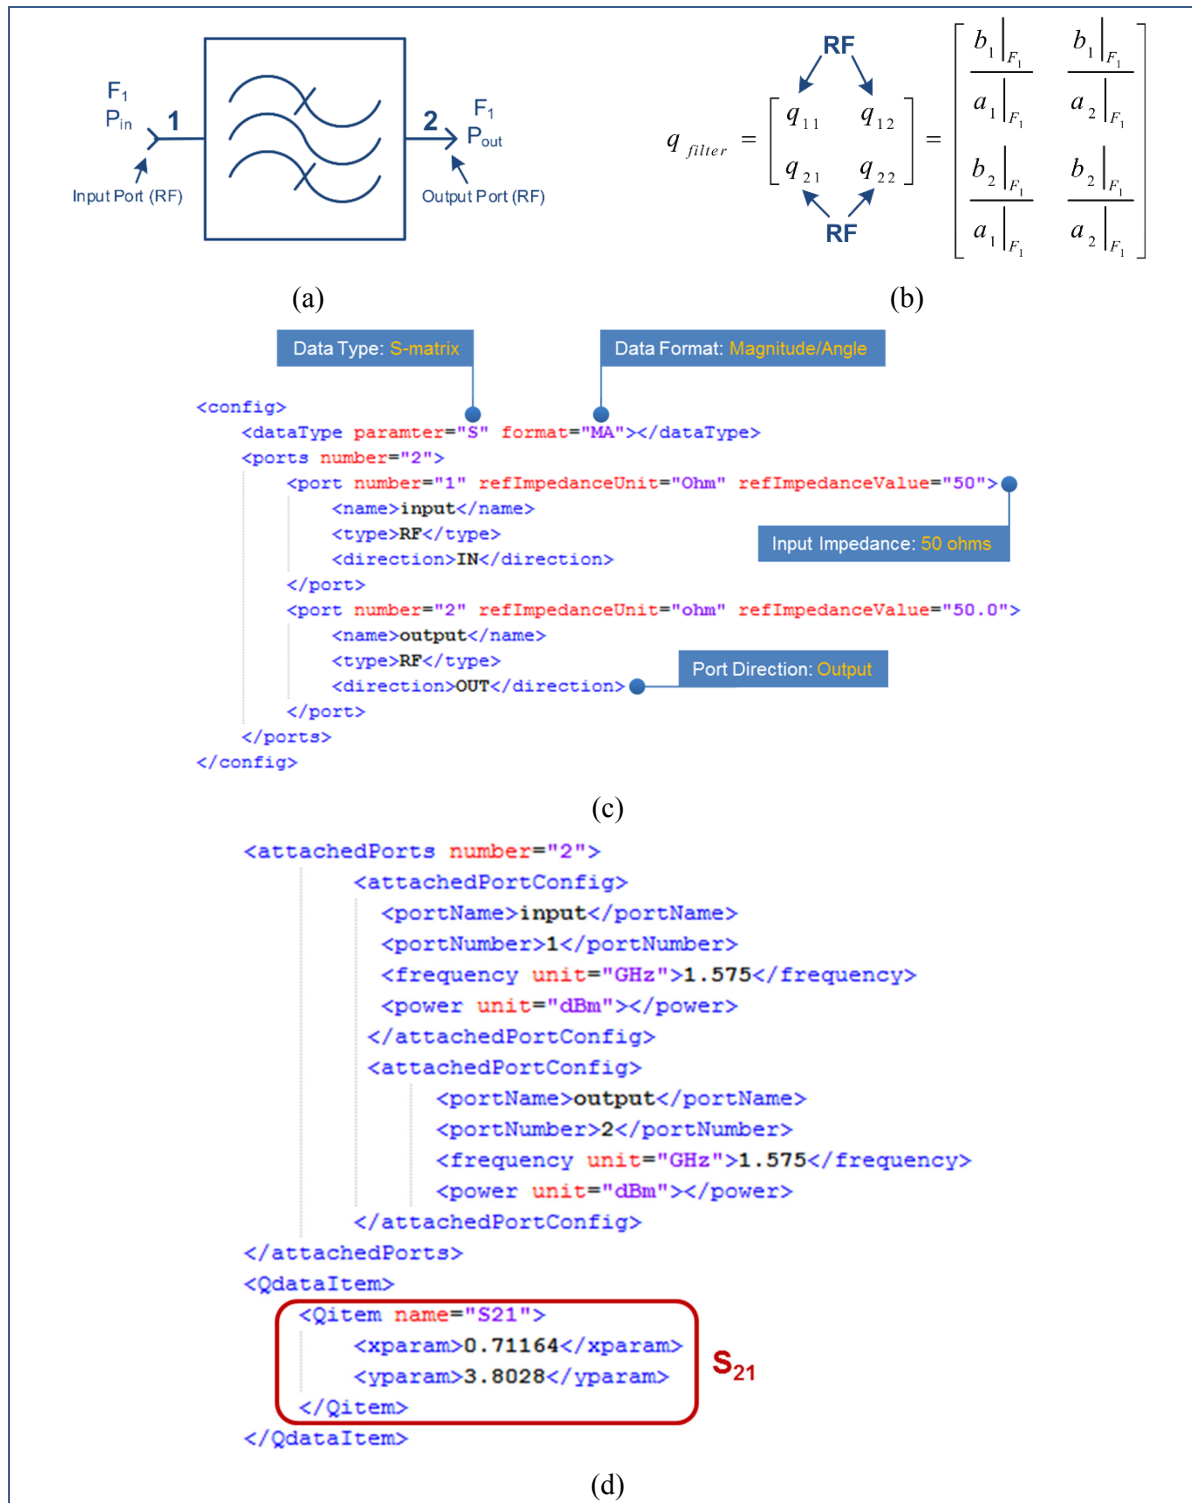 F1
Pin
1
Input Port (RF)
2
F1
Pout
Output Port (RF)
(a)
RF
q filter = [ q11 q12 q21 q22 ] = [ b1|F1 / a1|F1 b1|F1 / a2|F1 b2|F1 / a1|F1 b2|F1 / a2|F1 ]
RF
(b)
Data Type: S-matrix
Data Format: Magnitude/Angle
<config>
<dataType paramter="S" format="MA"></dataType>
<ports number="2">
<port number="1" refImpedanceUnit="Ohm" refImpedanceValue="50">
<name>input</name>
<type>RF</type>
Input Impedance: 50 ohms
<direction>IN</direction>
</port>
<port number="2" refImpedanceUnit="ohm" refImpedanceValue="50.0">
<name>output</name>
<type>RF</type>
Port Direction: Output
<direction>OUT</direction>
</port>
</ports>
</config>
(c)
<attachedPorts number="2">
<attachedPortConfig>
<portName>input</portName>
<portNumber>1</portNumber>
<frequency unit="GHz">1.575</frequency>
<power unit="dBm"></power>
</attachedPortConfig>
<attachedPortConfig>
<portName>output</portName>
<portNumber>2</portNumber>
<frequency unit="GHz">1.575</frequency>
<power unit="dBm"></power>
</attachedPortConfig>
</attachedPorts>
<QdataItem>
<Qitem name="S21">
<xparam>0.71164</xparam>
<yparam>3.8028</yparam>
</Qitem>
S21
</QdataItem>
(d)